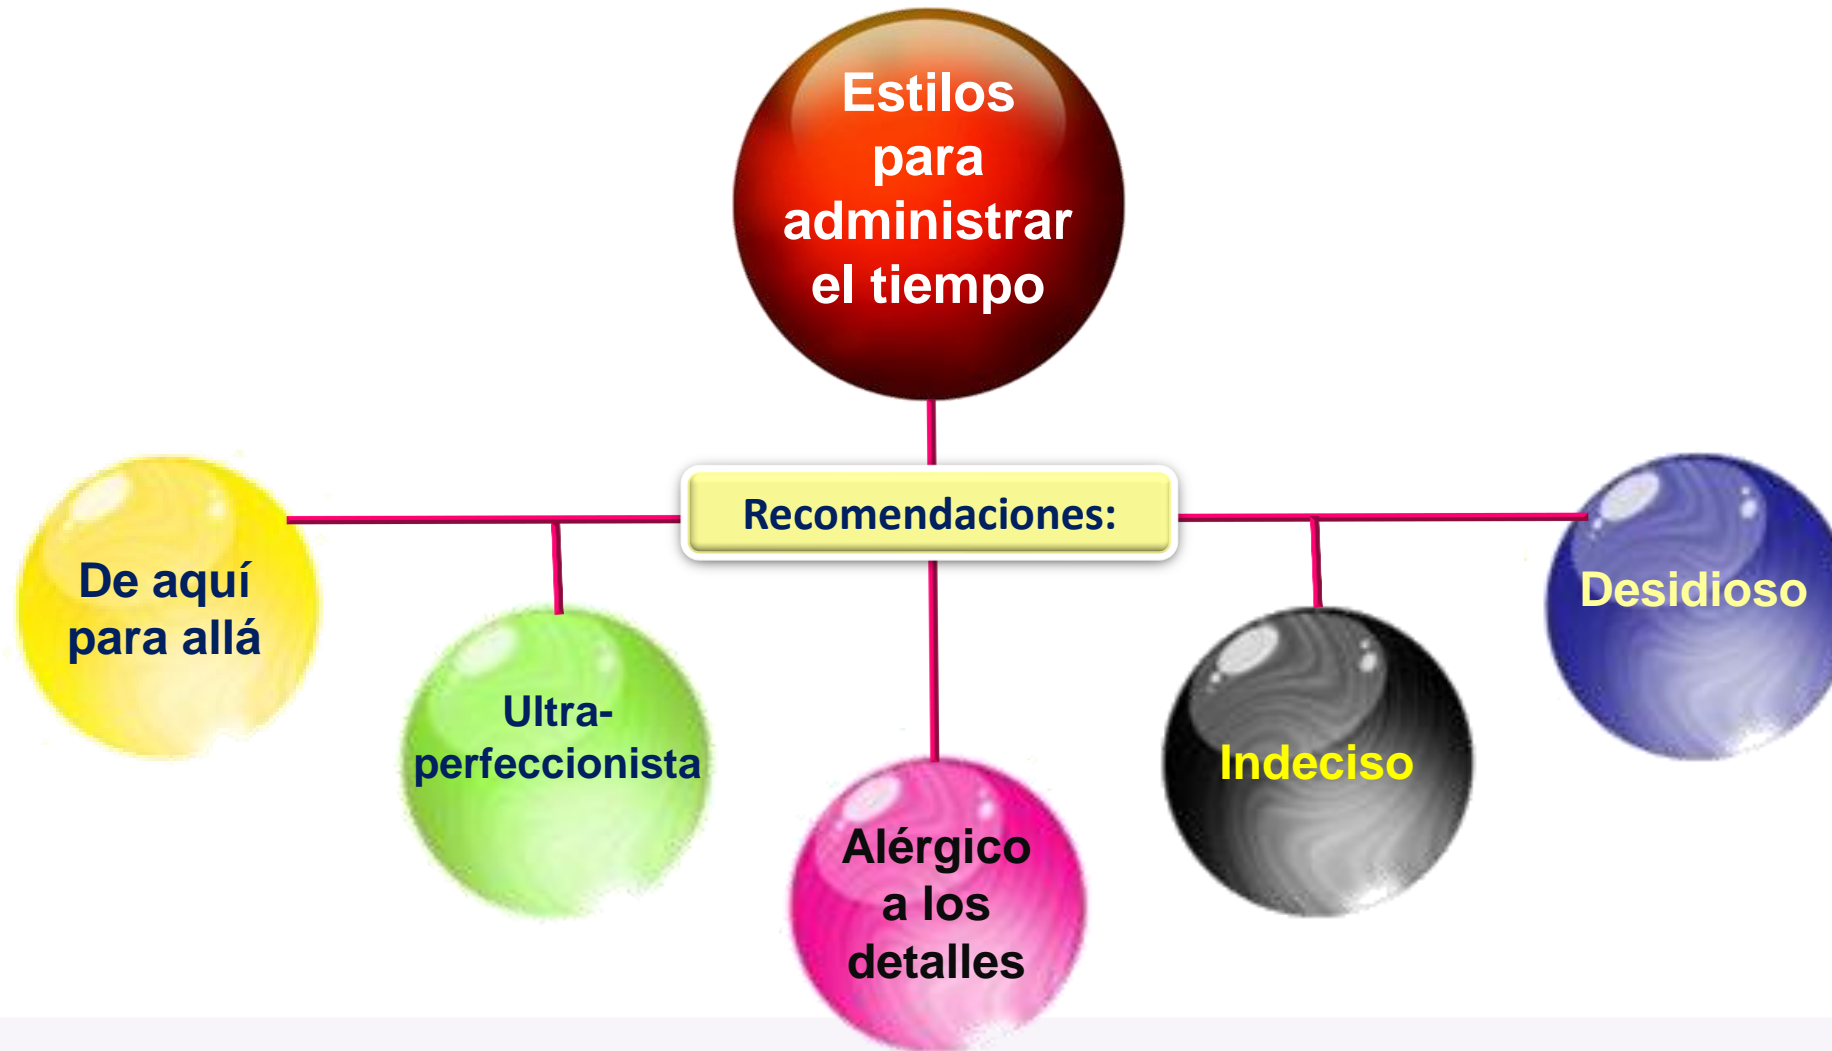 Estilos
para
administrar
el tiempo
Recomendaciones:
De aquí
para allá
Ultra-
perfeccionista
Alérgico
a los
detalles
Indeciso
Desidioso